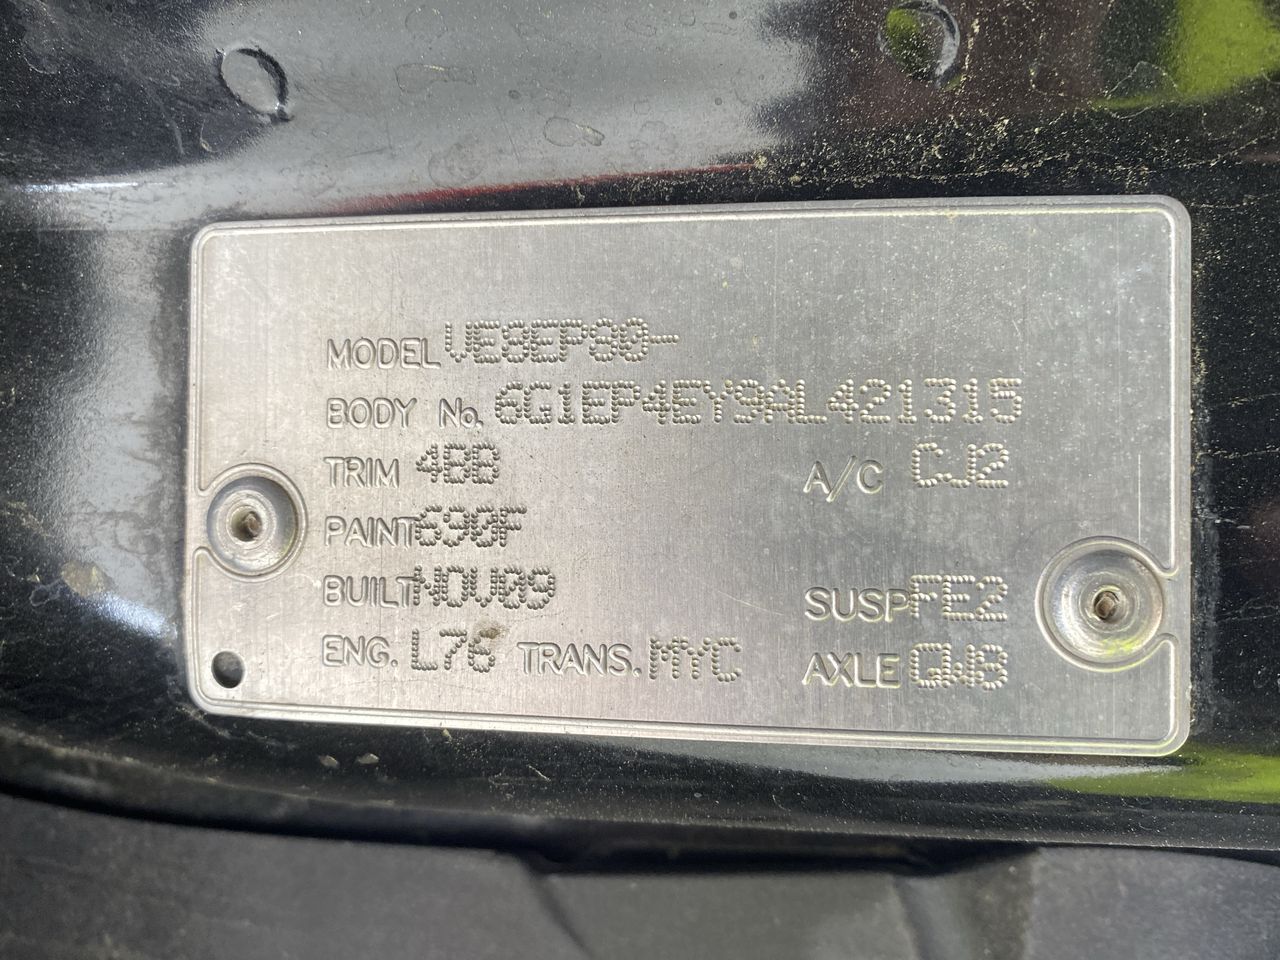 MODEL VE8EP80-
BODY No. 6G1EP4EY9AL421315
TRIM 4BB A/C CJ2
PAINT 690F
BUILT NOV09 SUSP FE2
ENG. L76 TRANS. MYC AXLE GW8